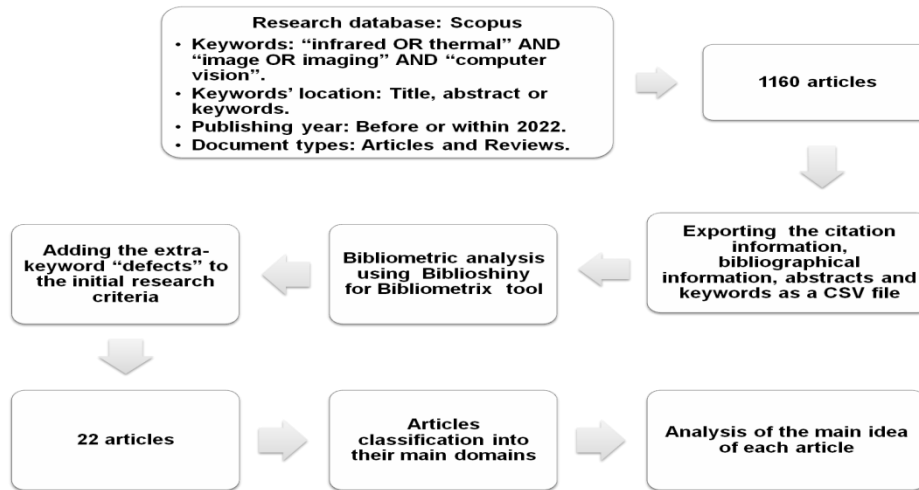 Research database: Scopus
• Keywords: “infrared OR thermal” AND
“image OR imaging” AND “computer
vision”.
• Keywords’ location: Title, abstract or
keywords.
• Publishing year: Before or within 2022.
• Document types: Articles and Reviews.
1160 articles
Exporting the citation
information,
bibliographical
information, abstracts and
keywords as a CSV file
Bibliometric analysis
using Biblioshiny
for Bibliometrix tool
Adding the extra-
keyword “defects” to
the initial research
criteria
22 articles
Articles
classification into
their main domains
Analysis of the main idea
of each article